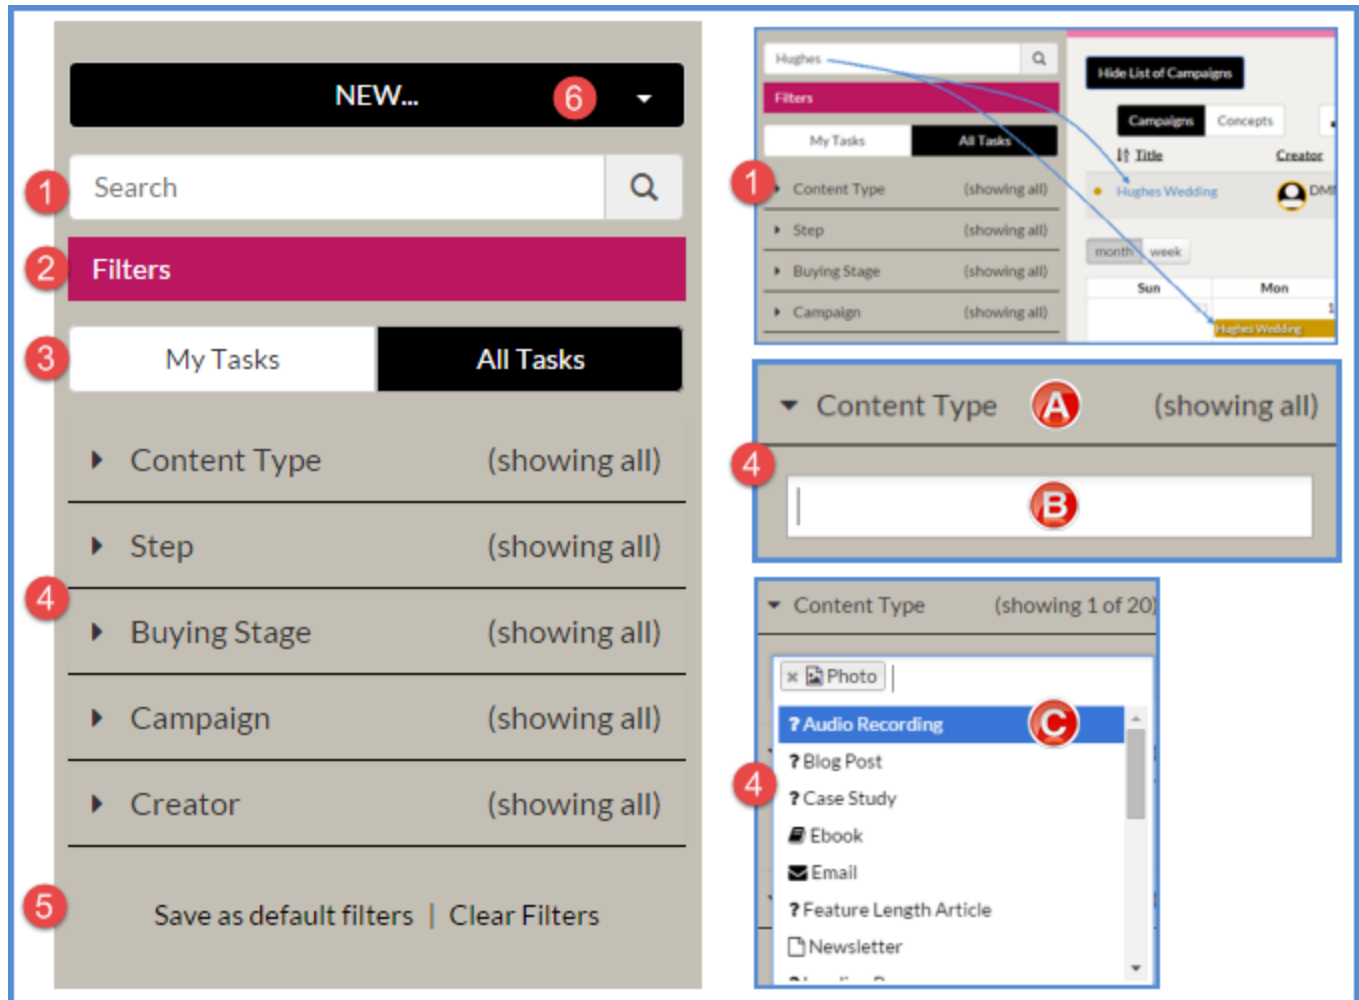 NEW... 6
1 Search
2 Filters
3 My Tasks All Tasks
Content Type (showing all)
Step (showing all)
4
Buying Stage (showing all)
Campaign (showing all)
Creator (showing all)
5 Save as default filters | Clear Filters
Hughes
Filters
My Tasks All Tasks
1 Content Type (showing all)
Step (showing all)
Buying Stage (showing all)
Campaign (showing all)
Hide List of Campaigns
Campaigns Concepts
Title Creator
Hughes Wedding
month week
Sun Mon
31 1
Hughes Wedding
Content Type A (showing all)
4
B
Content Type (showing 1 of 20)
× Photo
? Audio Recording C
? Blog Post
4 ? Case Study
Ebook
Email
? Feature Length Article
Newsletter